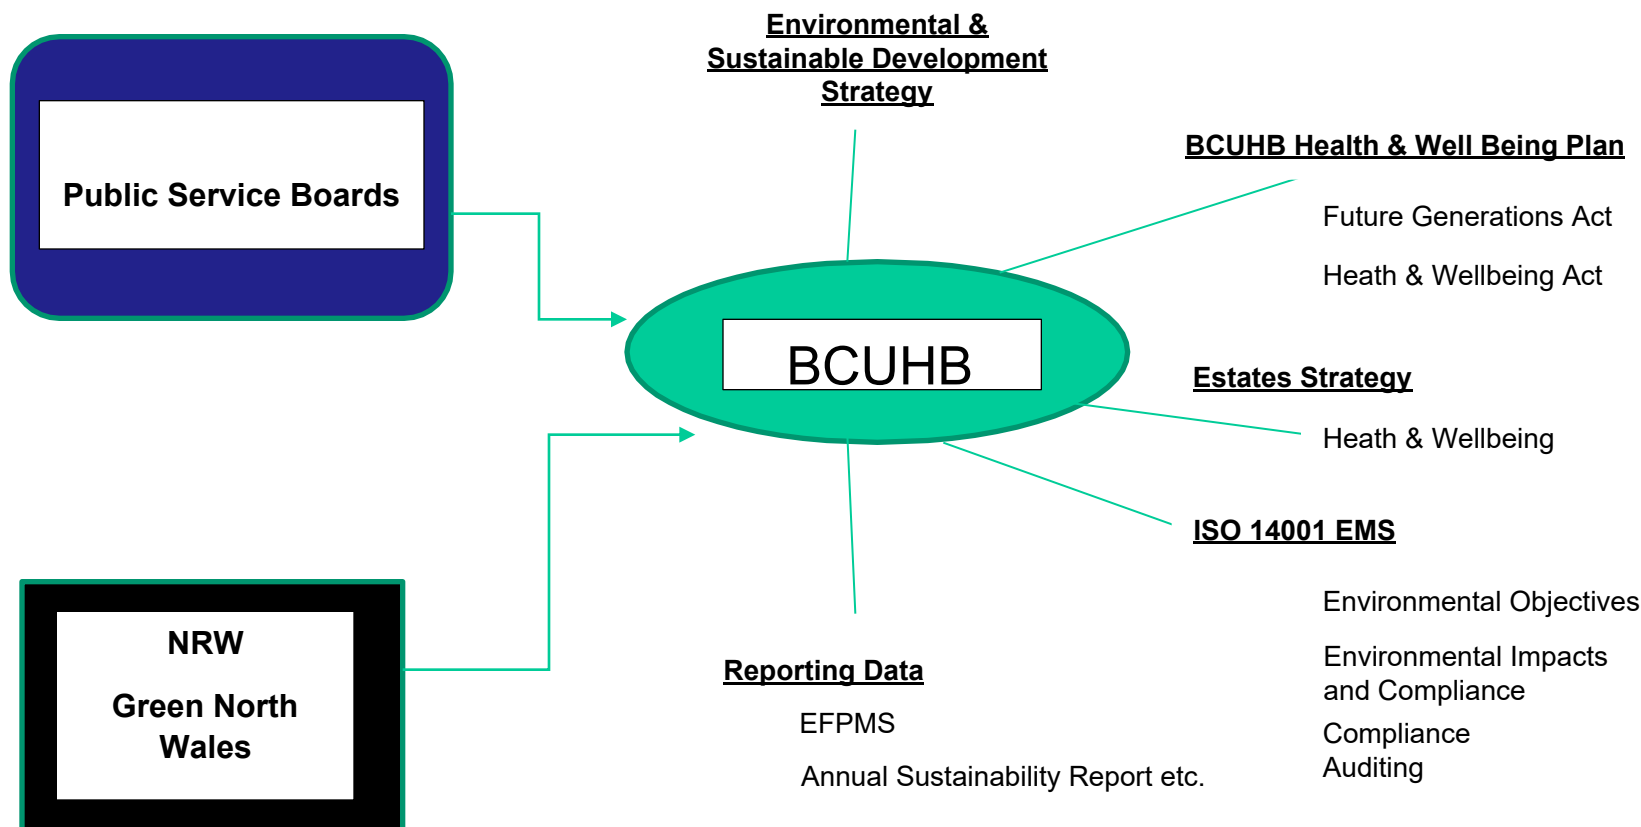 Environmental &
Sustainable Development
Strategy
Public Service Boards
BCUHB Health & Well Being Plan
Future Generations Act
Heath & Wellbeing Act
BCUHB
Estates Strategy
Heath & Wellbeing
ISO 14001 EMS
Environmental Objectives
Environmental Impacts
and Compliance
Compliance
Auditing
NRW
Green North
Wales
Reporting Data
EFPMS
Annual Sustainability Report etc.